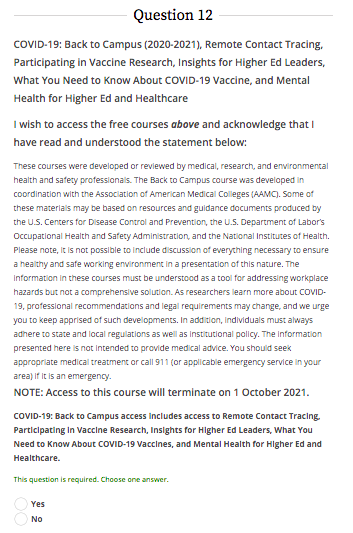 Question 12
COVID-19: Back to Campus (2020-2021), Remote Contact Tracing,
Participating in Vaccine Research, Insights for Higher Ed Leaders,
What You Need to Know About COVID-19 Vaccine, and Mental
Health for Higher Ed and Healthcare
I wish to access the free courses above and acknowledge that I
have read and understood the statement below:
These courses were developed or reviewed by medical, research, and environmental
health and safety professionals. The Back to Campus course was developed in
coordination with the Association of American Medical Colleges (AAMC). Some of
these materials may be based on resources and guidance documents produced by
the U.S. Centers for Disease Control and Prevention, the U.S. Department of Labor's
Occupational Health and Safety Administration, and the National Institutes of Health.
Please note, it is not possible to include discussion of everything necessary to ensure
a healthy and safe working environment in a presentation of this nature. The
information in these courses must be understood as a tool for addressing workplace
hazards but not a comprehensive solution. As researchers learn more about COVID-
19, professional recommendations and legal requirements may change, and we urge
you to keep apprised of such developments. In addition, individuals must always
adhere to state and local regulations as well as institutional policy. The information
presented here is not intended to provide medical advice. You should seek
appropriate medical treatment or call 911 (or applicable emergency service in your
area) if it is an emergency.
NOTE: Access to this course will terminate on 1 October 2021.
COVID-19: Back to Campus access includes access to Remote Contact Tracing,
Participating in Vaccine Research, Insights for Higher Ed Leaders, What You
Need to Know About COVID-19 Vaccines, and Mental Health for Higher Ed and
Healthcare.
This question is required. Choose one answer.
Yes
No